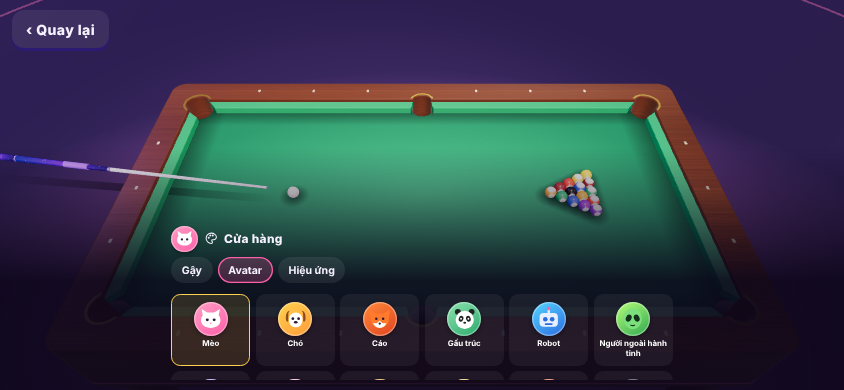 ‹ Quay lại
Cửa hàng
Gậy
Avatar
Hiệu ứng
Mèo
Chó
Cáo
Gấu trúc
Robot
Người ngoài hành
tinh